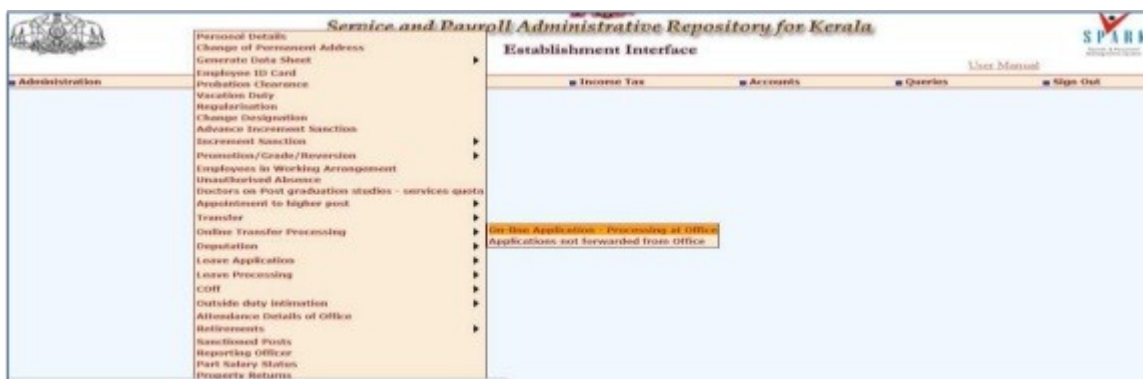 Service and Payroll Administrative Repository for Kerala
Establishment Interface
SPARK
User Manual
Administration
Income Tax
Accounts
Queries
Sign Out
Personal Details
Change of Permanent Address
Generate Data Sheet
Employee ID Card
Probation Clearance
Vacation Duty
Regularisation
Change Designation
Advance Increment Sanction
Increment Sanction
Promotion/Grade/Reversion
Employees in Working Arrangement
Unauthorised Absence
Doctors on Post graduation studies - services quota
Appointment to higher post
Transfer
Online Transfer Processing
On-line Application - Processing at Office
Applications not forwarded from Office
Deputation
Leave Application
Leave Processing
COff
Outside duty intimation
Attendance Details of Office
Retirements
Sanctioned Posts
Reporting Officer
Part Salary Status
Property Returns